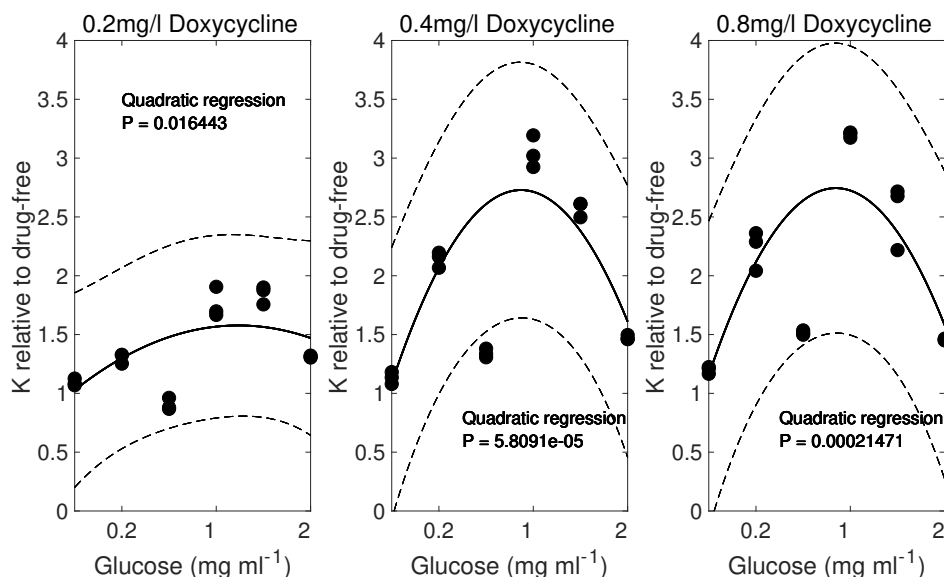 0.2mg/l Doxycycline
4
3.5
3
2.5
2
1.5
1
0.5
0
K relative to drug-free
Quadratic regression
P = 0.016443
0.2
1
2
Glucose (mg ml-1)
0.4mg/l Doxycycline
4
3.5
3
2.5
2
1.5
1
0.5
0
K relative to drug-free
Quadratic regression
P = 5.8091e-05
0.2
1
2
Glucose (mg ml-1)
0.8mg/l Doxycycline
4
3.5
3
2.5
2
1.5
1
0.5
0
K relative to drug-free
Quadratic regression
P = 0.00021471
0.2
1
2
Glucose (mg ml-1)